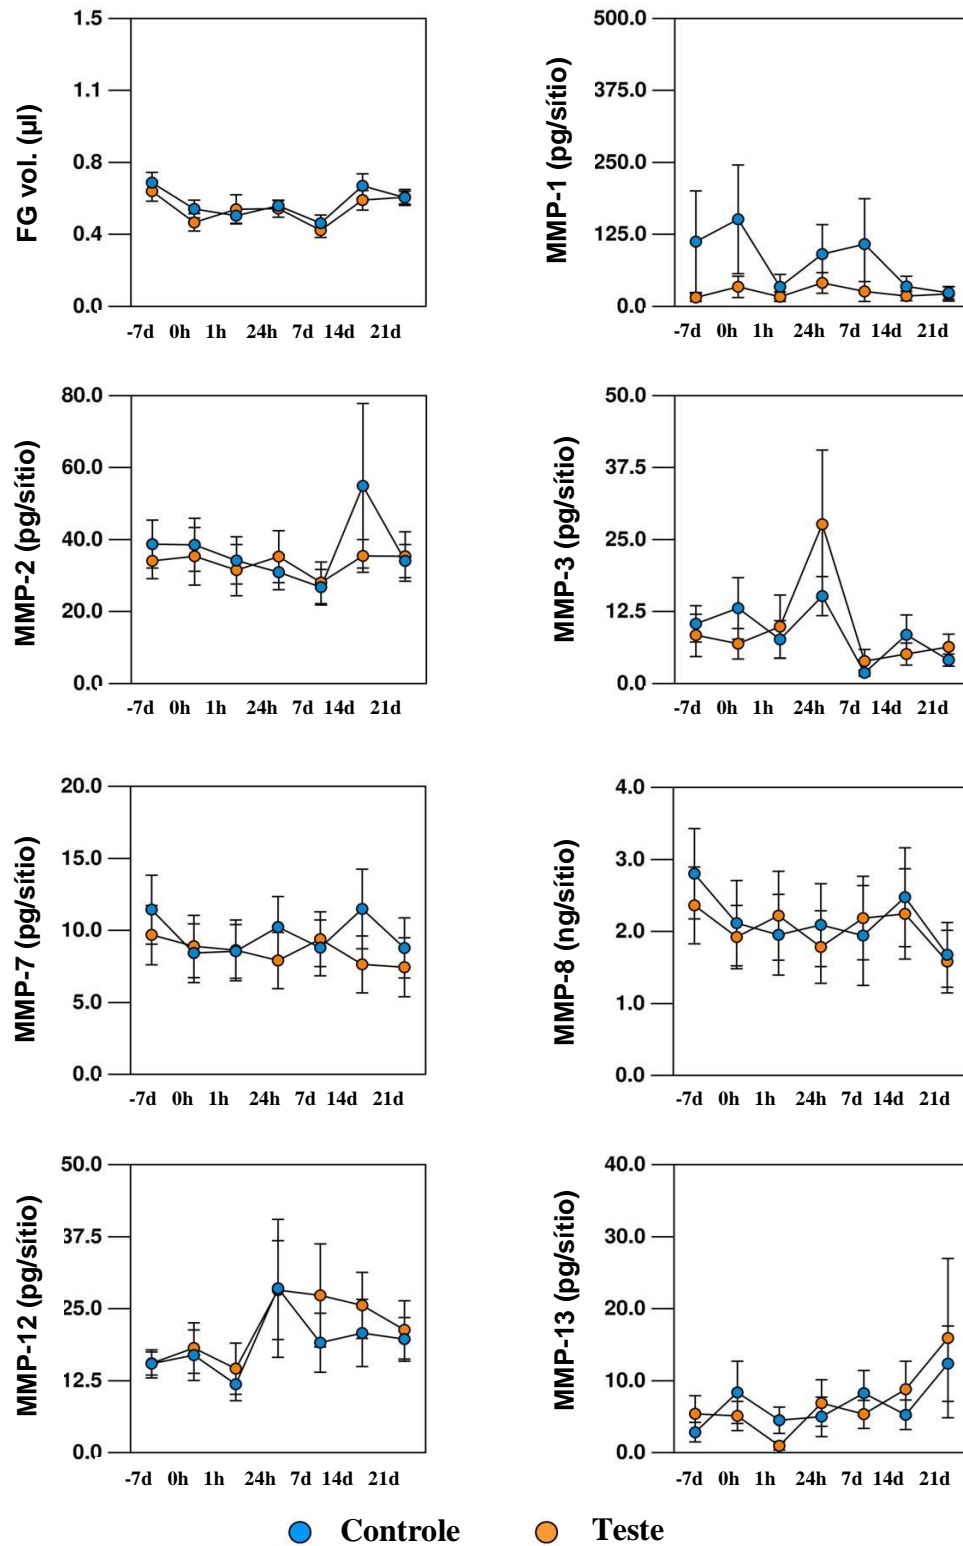 FG vol. (µl)
1.5
1.1
0.8
0.4
0.0
-7d 0h 1h 24h 7d 14d 21d
MMP-1 (pg/sítio)
500.0
375.0
250.0
125.0
0.0
-7d 0h 1h 24h 7d 14d 21d
MMP-2 (pg/sítio)
80.0
60.0
40.0
20.0
0.0
-7d 0h 1h 24h 7d 14d 21d
MMP-3 (pg/sítio)
50.0
37.5
25.0
12.5
0.0
-7d 0h 1h 24h 7d 14d 21d
MMP-7 (pg/sítio)
20.0
15.0
10.0
5.0
0.0
-7d 0h 1h 24h 7d 14d 21d
MMP-8 (ng/sítio)
4.0
3.0
2.0
1.0
0.0
-7d 0h 1h 24h 7d 14d 21d
MMP-12 (pg/sítio)
50.0
37.5
25.0
12.5
0.0
-7d 0h 1h 24h 7d 14d 21d
MMP-13 (pg/sítio)
40.0
30.0
20.0
10.0
0.0
-7d 0h 1h 24h 7d 14d 21d
Controle Teste